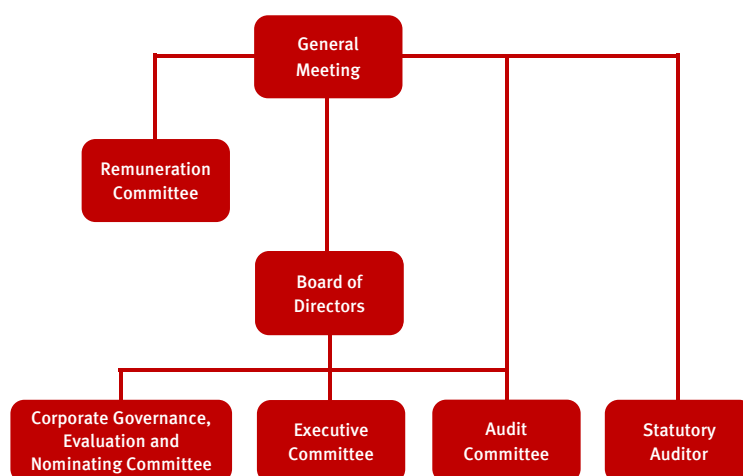 General
Meeting
Remuneration
Committee
Board of
Directors
Corporate Governance,
Evaluation and
Nominating Committee
Executive
Committee
Audit
Committee
Statutory
Auditor